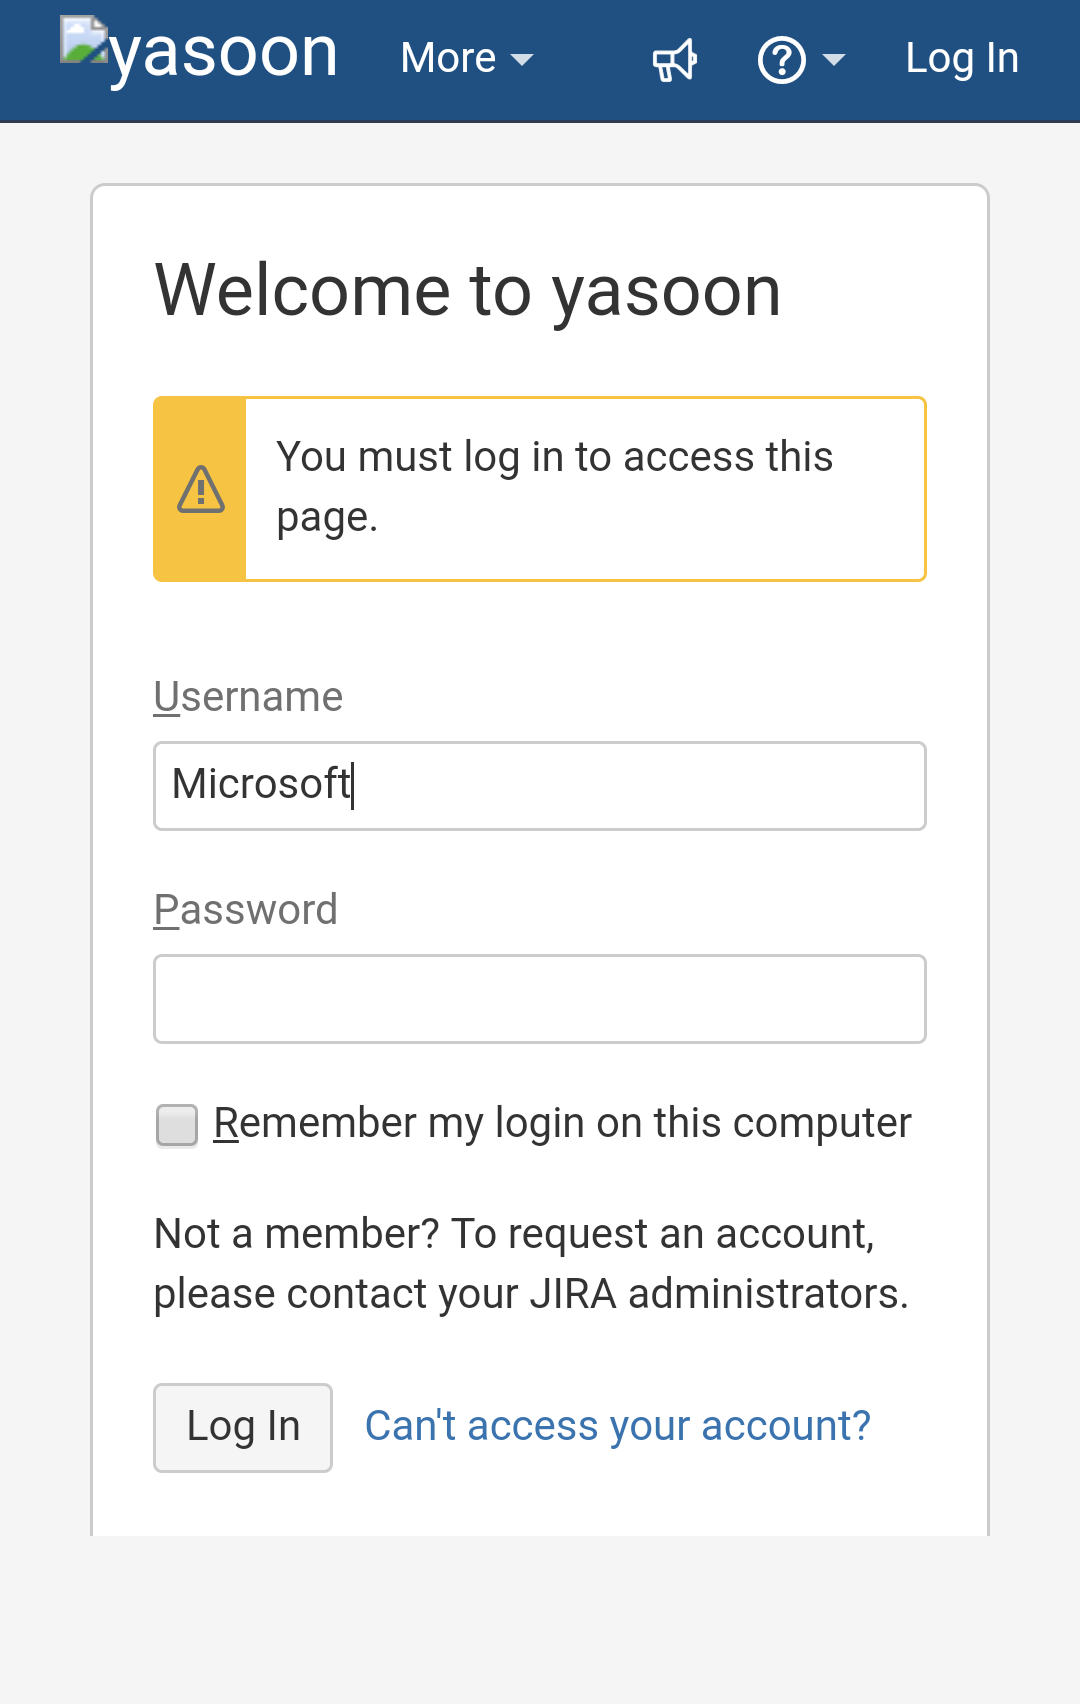 yasoon More Log In
Welcome to yasoon
You must log in to access this
page.
Username
Microsoft
Password
Remember my login on this computer
Not a member? To request an account,
please contact your JIRA administrators.
Log In Can't access your account?